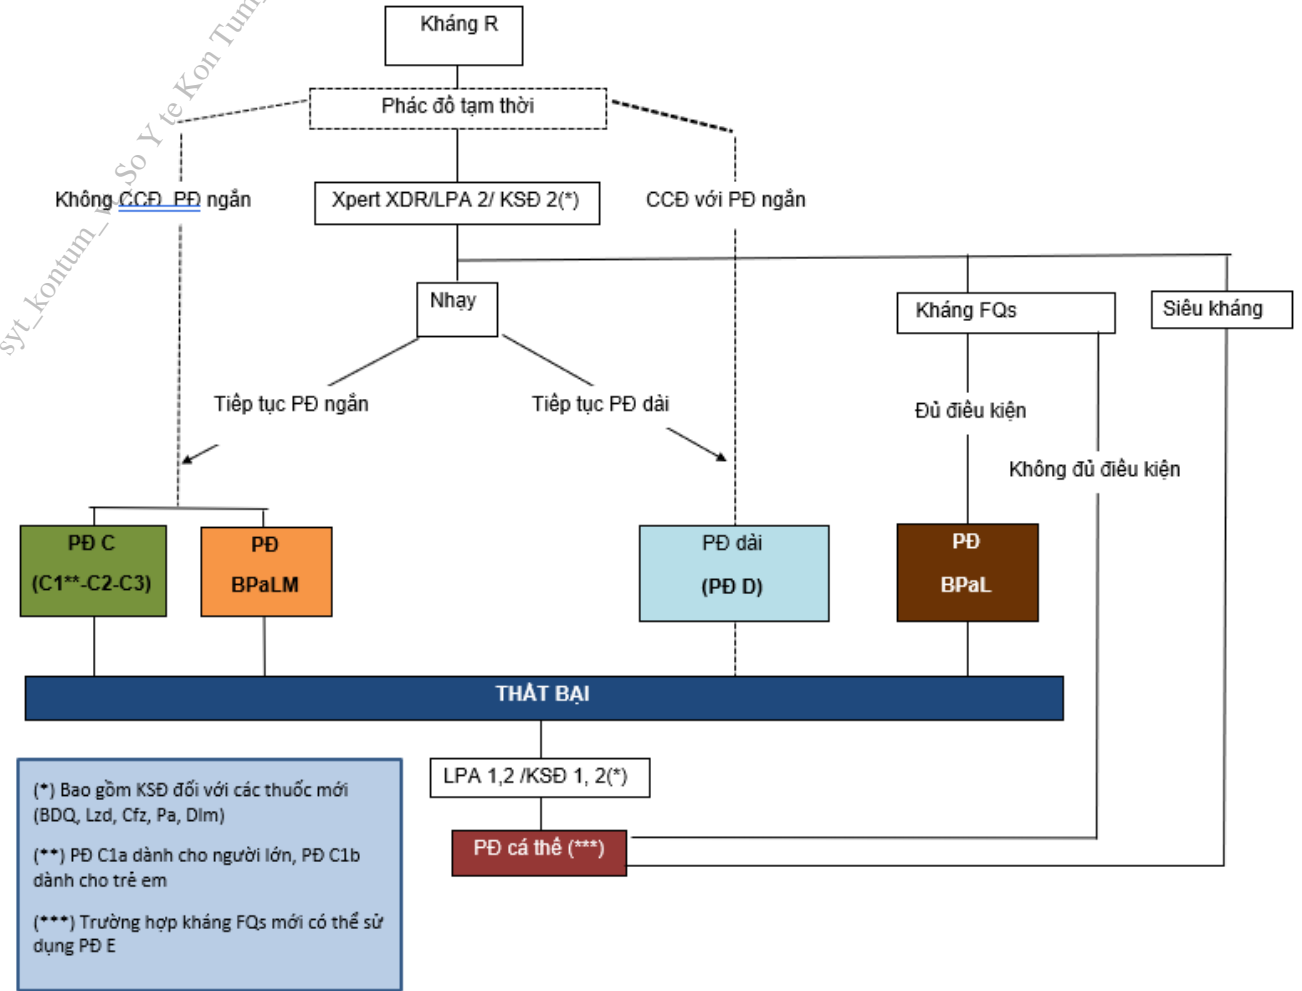 Kháng R
Phác đồ tạm thời
Không CCĐ PĐ ngắn
Xpert XDR/LPA 2/ KSĐ 2(*)
CCĐ với PĐ ngắn
Nhạy
Kháng FQs
Siêu kháng
Tiếp tục PĐ ngắn
Tiếp tục PĐ dài
Đủ điều kiện
Không đủ điều kiện
PĐ C
(C1**-C2-C3)
PĐ
BPaLM
PĐ dài
(PĐ D)
PĐ
BPaL
THẤT BẠI
LPA 1,2 /KSĐ 1, 2(*)
PĐ cá thể (***)
(*) Bao gồm KSĐ đối với các thuốc mới
(BDQ, Lzd, Cfz, Pa, Dlm)
(**) PĐ C1a dành cho người lớn, PĐ C1b
dành cho trẻ em
(***) Trường hợp kháng FQs mới có thể sử
dụng PĐ E